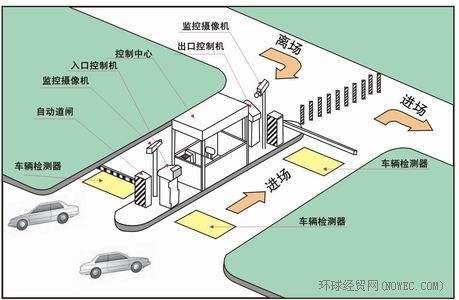 监控摄像机
出口控制机
控制中心
入口控制机
监控摄像机
自动道闸
车辆检测器
离场
进场
车辆检测器
进场
车辆检测器
环球经贸网(QNOWEC.COM)